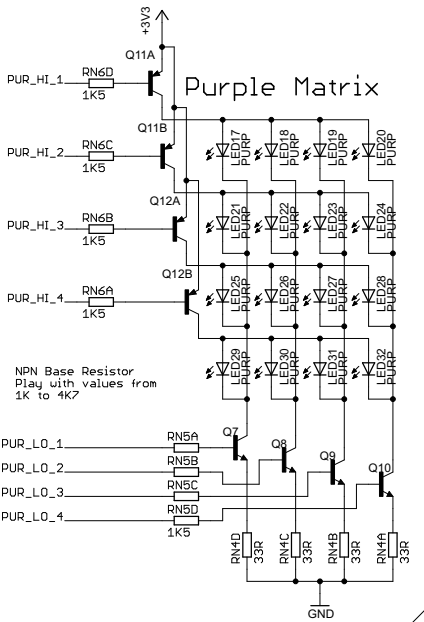 +3V3
Q11A
RN6D
PUR_HI_1
1K5
Purple Matrix
Q11B
LED17 PURP
LED18 PURP
LED19 PURP
LED20 PURP
RN6C
PUR_HI_2
1K5
Q12A
LED21 PURP
LED22 PURP
LED23 PURP
LED24 PURP
RN6B
PUR_HI_3
1K5
Q12B
LED25 PURP
LED26 PURP
LED27 PURP
LED28 PURP
RN6A
PUR_HI_4
1K5
LED29 PURP
LED30 PURP
LED31 PURP
LED32 PURP
NPN Base Resistor
Play with values from
1K to 4K7
Q7
Q8
Q9
Q10
PUR_LO_1
RN5A
PUR_LO_2
RN5B
PUR_LO_3
RN5C
PUR_LO_4
RN5D
1K5
RN4D 33R
RN4C 33R
RN4B 33R
RN4A 33R
GND